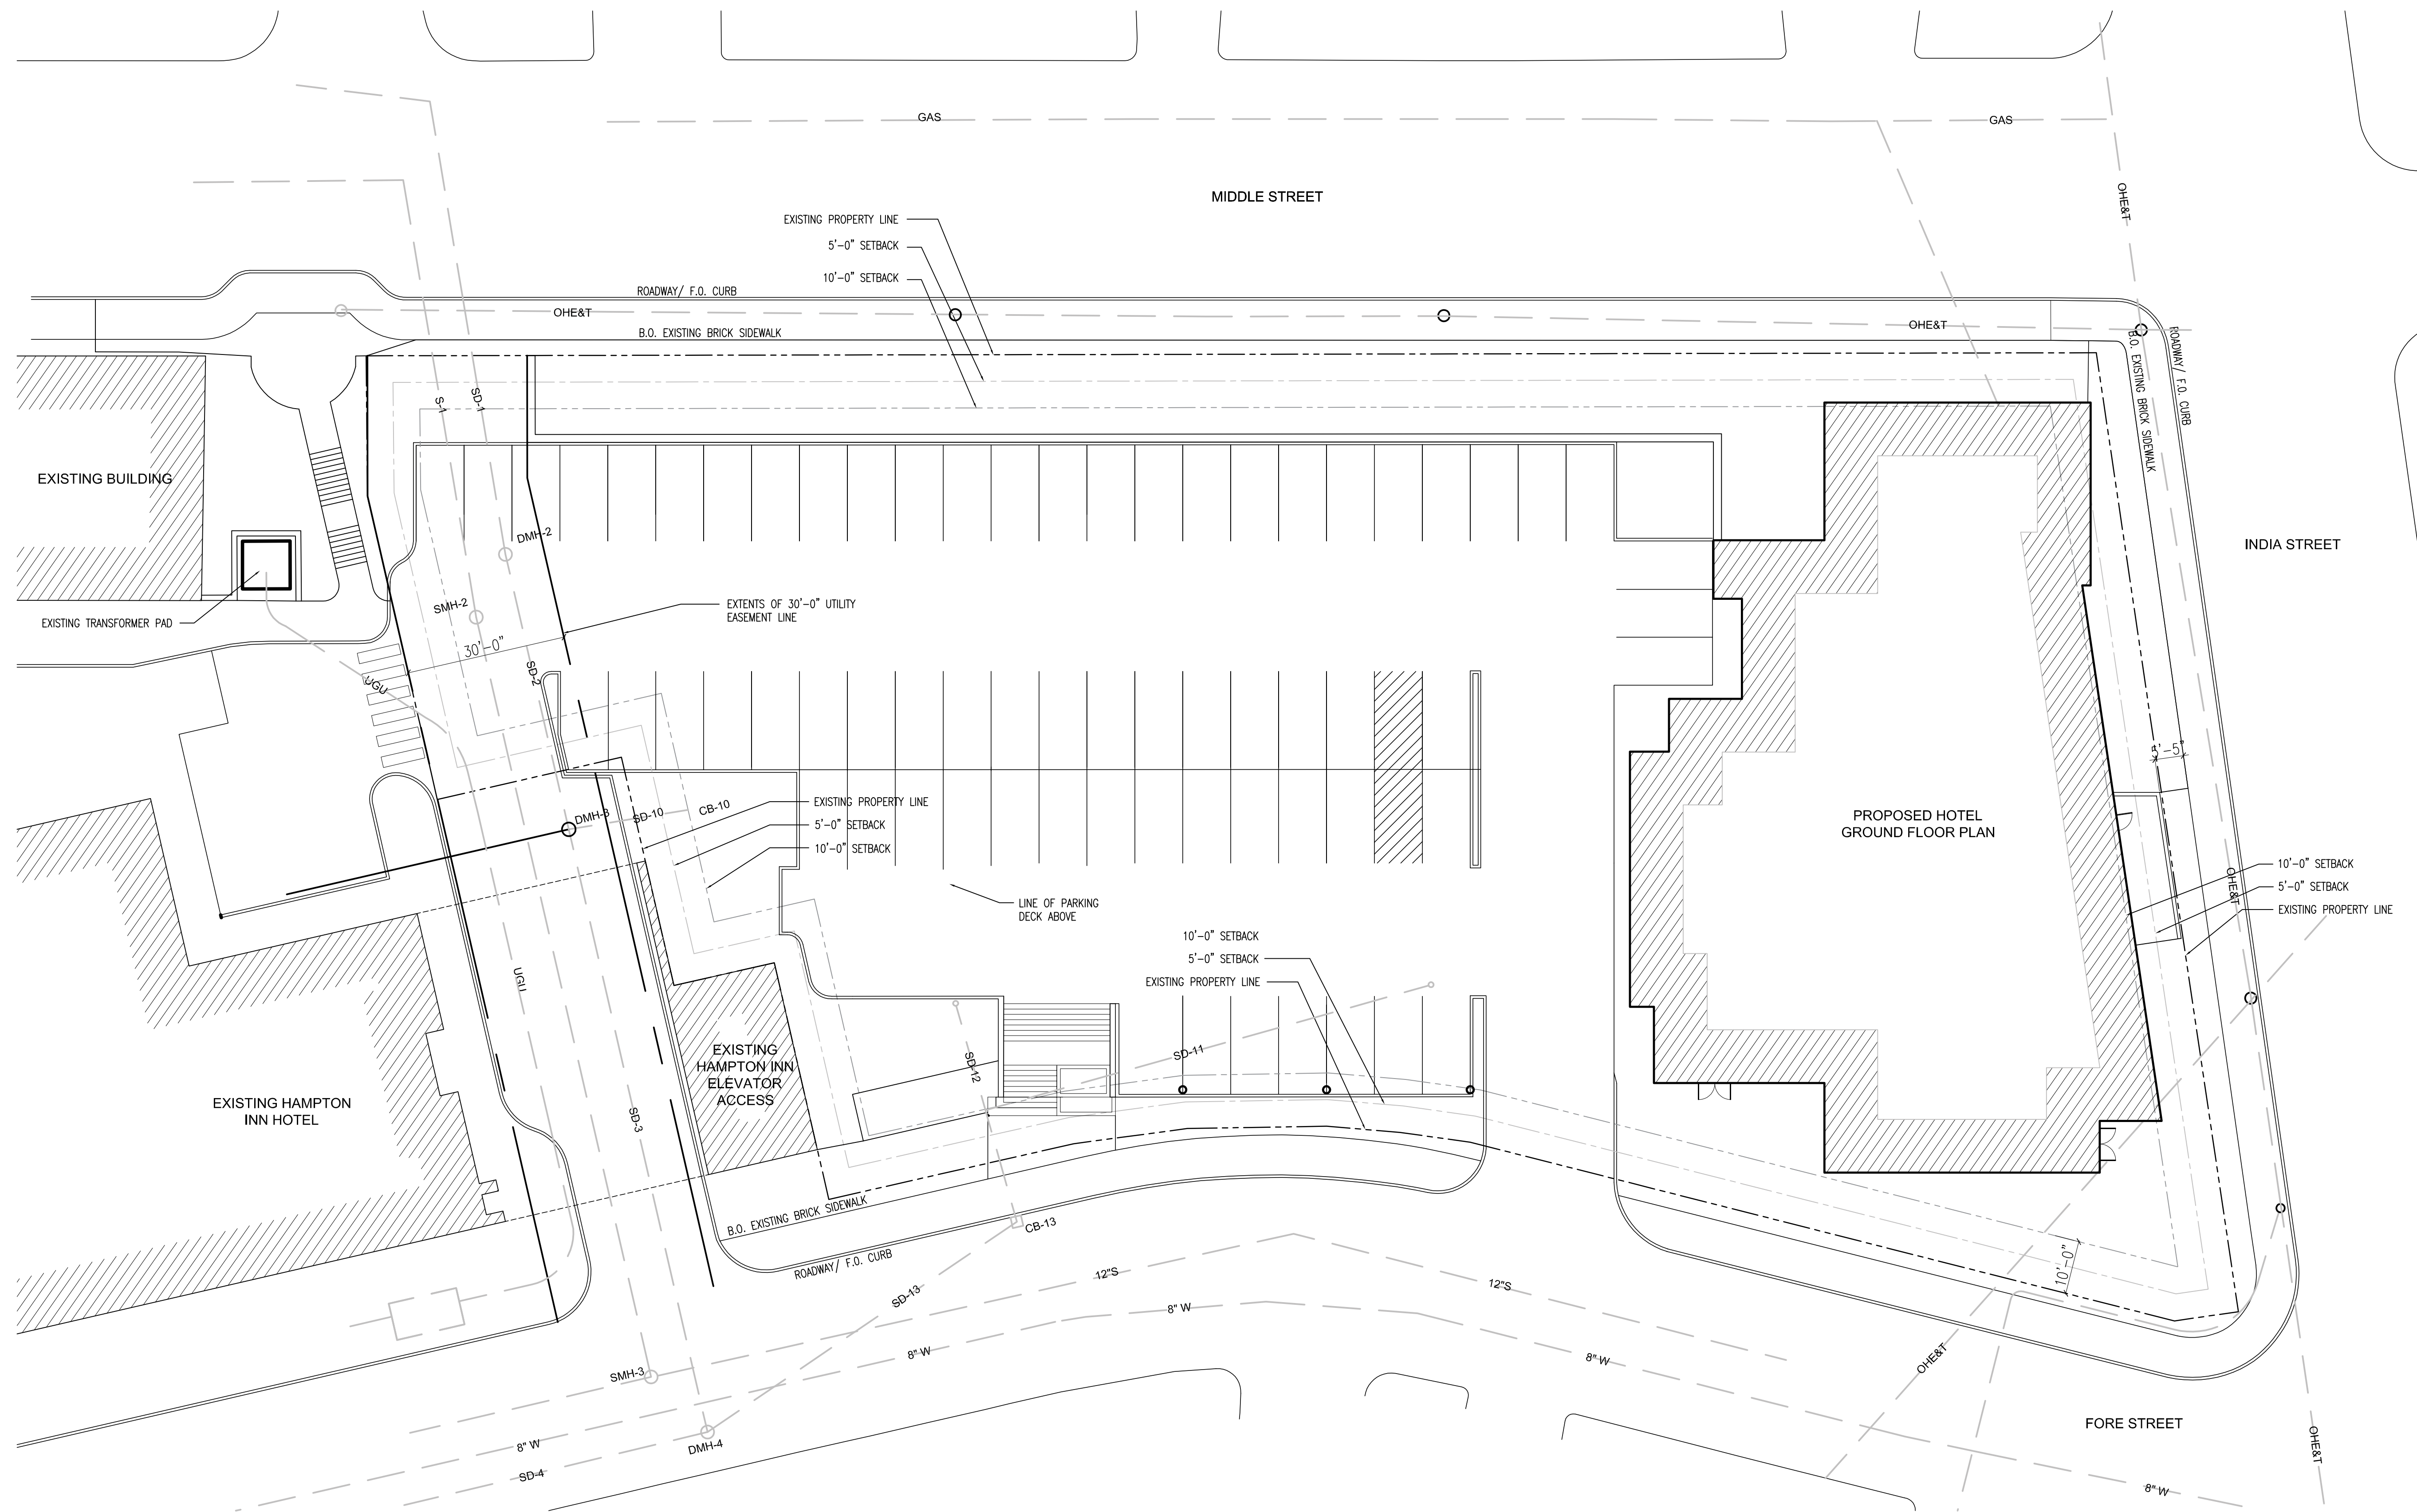 GAS
GAS
MIDDLE STREET
OHE&T
EXISTING PROPERTY LINE
5'-0" SETBACK
10'-0" SETBACK
ROADWAY/ F.O. CURB
OHE&T
OHE&T
B.O. EXISTING BRICK SIDEWALK
B.O. EXISTING BRICK SIDEWALK
ROADWAY/ F.O. CURB
S-1
SD-1
EXISTING BUILDING
DMH-2
INDIA STREET
SMH-2
EXTENTS OF 30'-0" UTILITY
EASEMENT LINE
EXISTING TRANSFORMER PAD
30'-0"
SD-2
UGU
DMH-3
SD-10
CB-10
EXISTING PROPERTY LINE
5'-0" SETBACK
10'-0" SETBACK
PROPOSED HOTEL
GROUND FLOOR PLAN
10'-0" SETBACK
5'-0" SETBACK
EXISTING PROPERTY LINE
OHE&T
LINE OF PARKING
DECK ABOVE
10'-0" SETBACK
5'-0" SETBACK
EXISTING PROPERTY LINE
UGU
EXISTING
HAMPTON INN
ELEVATOR
ACCESS
SD-12
SD-11
EXISTING HAMPTON
INN HOTEL
SD-3
B.O. EXISTING BRICK SIDEWALK
CB-13
ROADWAY/ F.O. CURB
10'-0"
12"S
12"S
SD-13
8" W
8" W
8" W
OHE&T
SMH-3
FORE STREET
8" W
DMH-4
SD-4
OHE&T
8" W